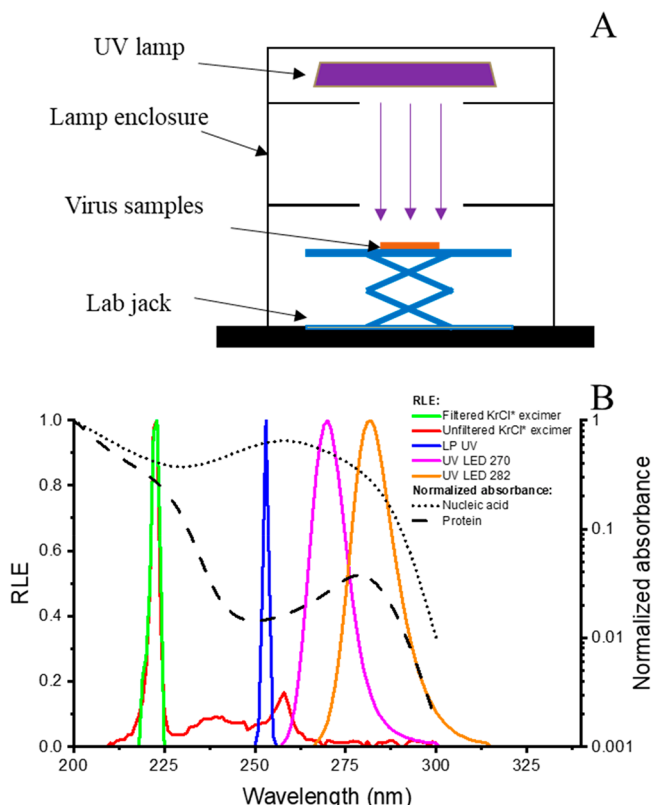 A
UV lamp
Lamp enclosure
Virus samples
Lab jack
B
RLE:
Filtered KrCl* excimer
Unfiltered KrCl* excimer
LP UV
UV LED 270
UV LED 282
Normalized absorbance:
Nucleic acid
Protein
1.0
0.8
0.6
0.4
0.2
0.0
RLE
1
0.1
0.01
0.001
Normalized absorbance
200 225 250 275 300 325
Wavelength (nm)